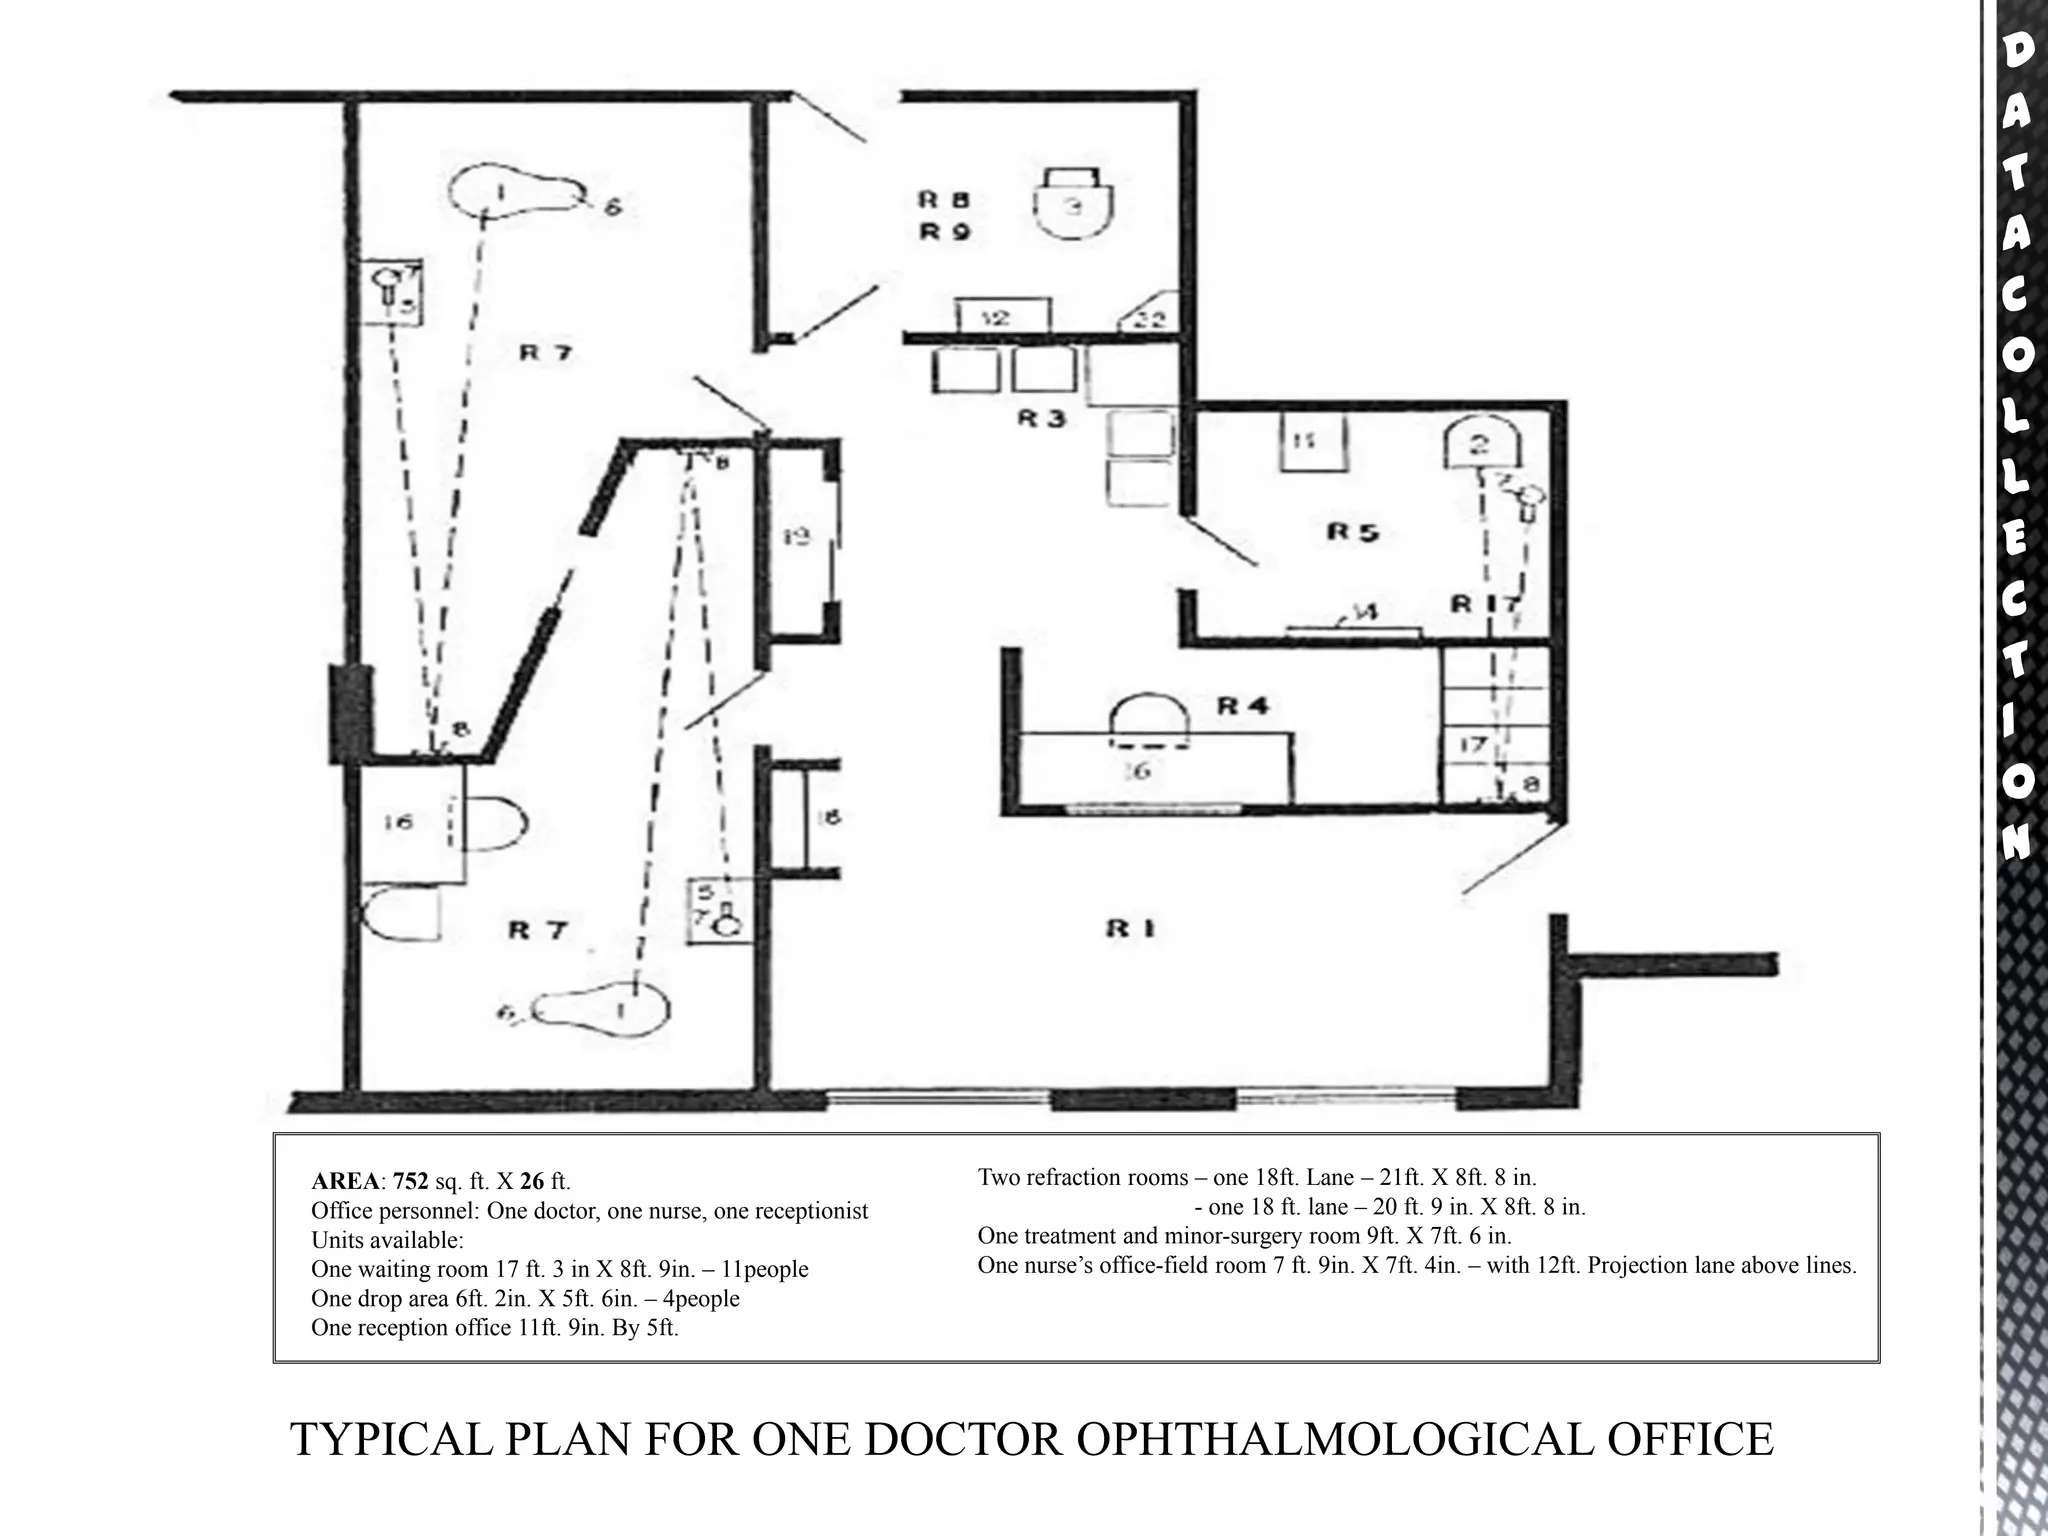 1
6
R 8
R 9
3
7
5
12
22
R 7
R 3
11
2
8
7
19
R 5
R 17
14
8
R 4
17
16
8
16
18
5
7
R 7
R 1
6
1
AREA: 752 sq. ft. X 26 ft.
Office personnel: One doctor, one nurse, one receptionist
Units available:
One waiting room 17 ft. 3 in X 8ft. 9in. – 11people
One drop area 6ft. 2in. X 5ft. 6in. – 4people
One reception office 11ft. 9in. By 5ft.
Two refraction rooms – one 18ft. Lane – 21ft. X 8ft. 8 in.
- one 18 ft. lane – 20 ft. 9 in. X 8ft. 8 in.
One treatment and minor-surgery room 9ft. X 7ft. 6 in.
One nurse’s office-field room 7 ft. 9in. X 7ft. 4in. – with 12ft. Projection lane above lines.
TYPICAL PLAN FOR ONE DOCTOR OPHTHALMOLOGICAL OFFICE
DATA COLLECTION